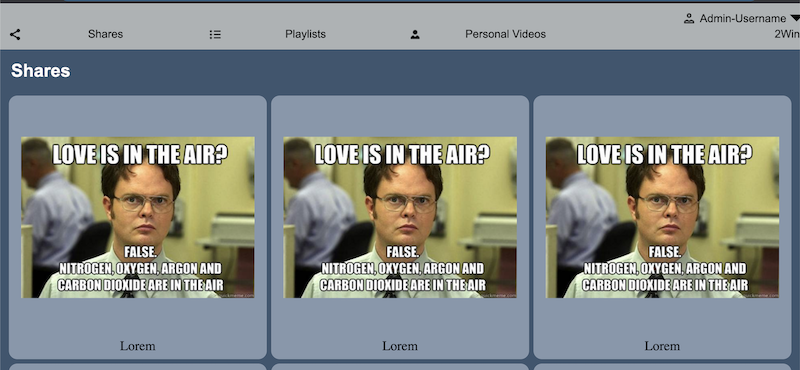 Admin-Username
Shares
Playlists
Personal Videos
2Win
Shares
LOVE IS IN THE AIR?
FALSE.
NITROGEN, OXYGEN, ARGON AND
CARBON DIOXIDE ARE IN THE AIR
Lorem
LOVE IS IN THE AIR?
FALSE.
NITROGEN, OXYGEN, ARGON AND
CARBON DIOXIDE ARE IN THE AIR
Lorem
LOVE IS IN THE AIR?
FALSE.
NITROGEN, OXYGEN, ARGON AND
CARBON DIOXIDE ARE IN THE AIR
Lorem